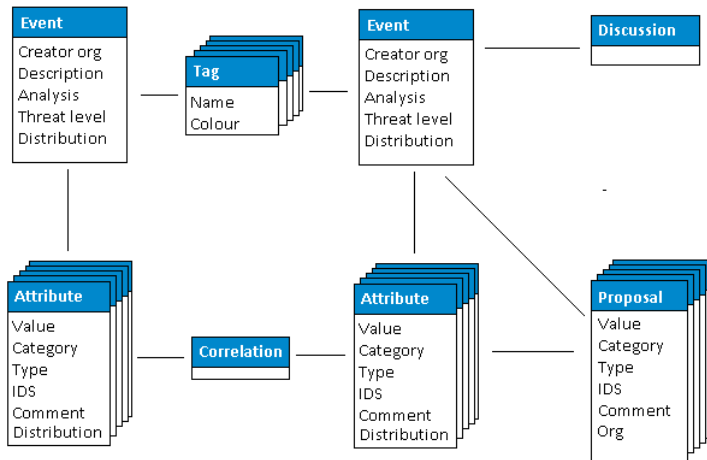 Event
Creator org
Description
Analysis
Threat level
Distribution
Tag
Name
Colour
Event
Creator org
Description
Analysis
Threat level
Distribution
Discussion
Attribute
Value
Category
Type
IDS
Comment
Distribution
Correlation
Attribute
Value
Category
Type
IDS
Comment
Distribution
Proposal
Value
Category
Type
IDS
Comment
Org